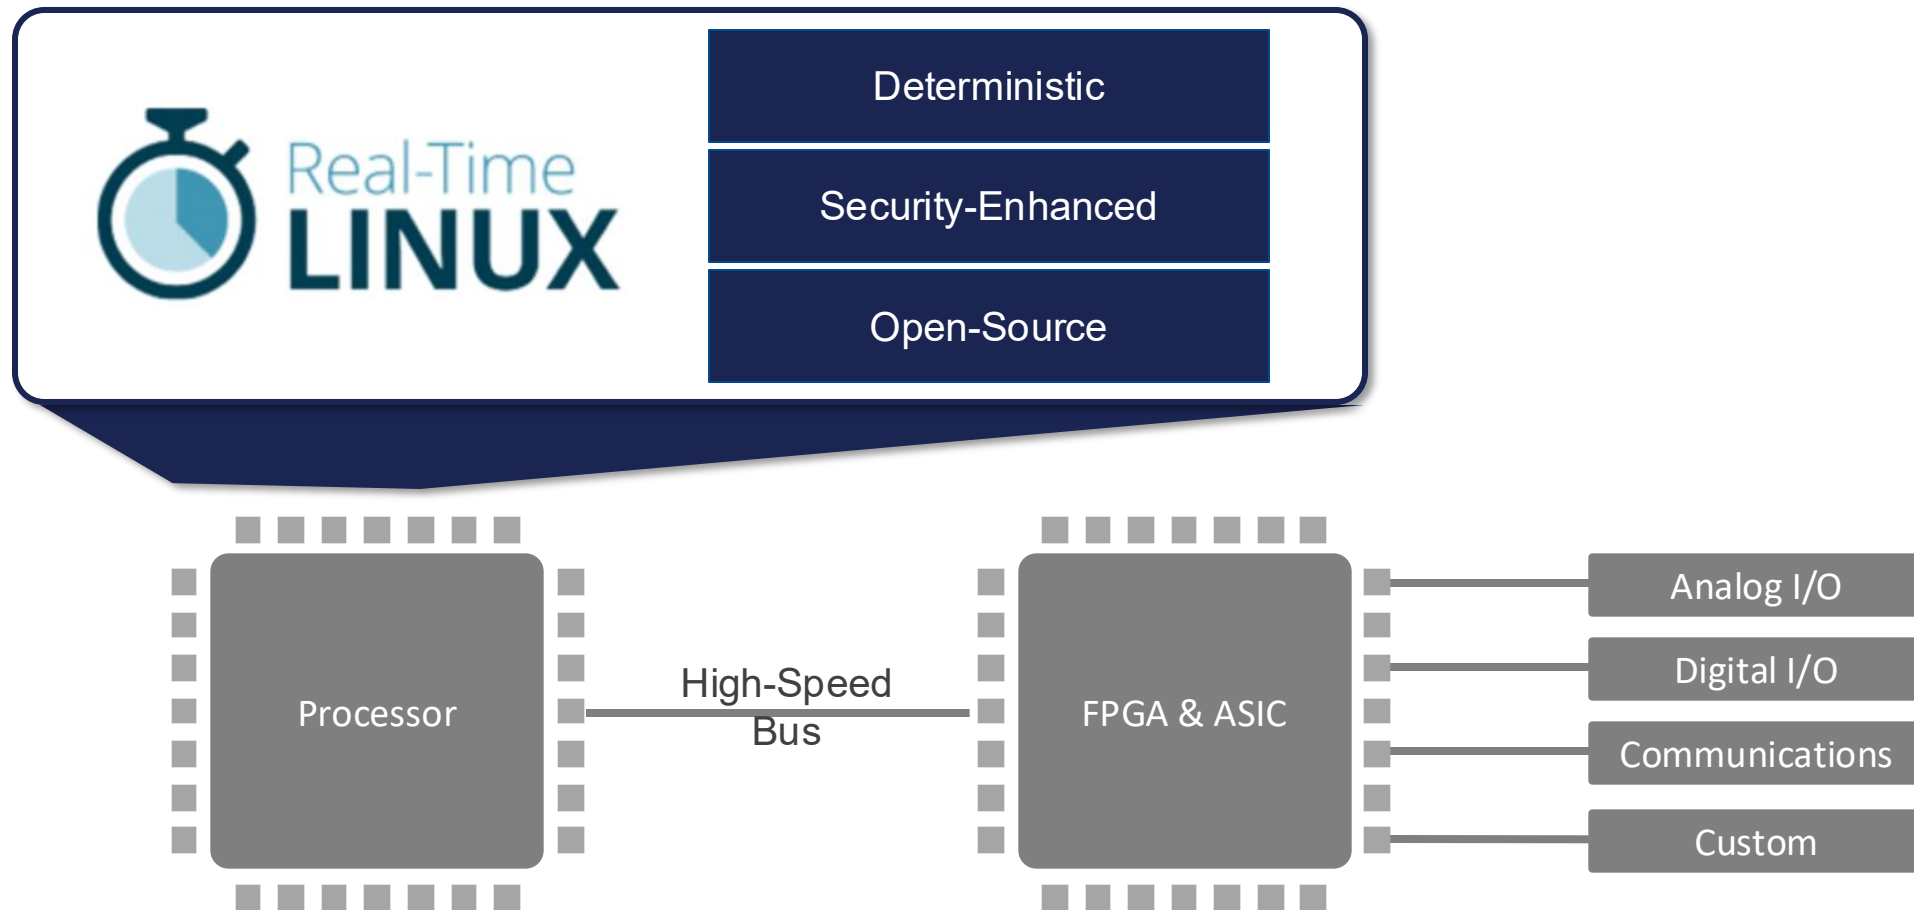 Real-Time
LINUX
Deterministic
Security-Enhanced
Open-Source
Processor
High-Speed
Bus
FPGA & ASIC
Analog I/O
Digital I/O
Communications
Custom